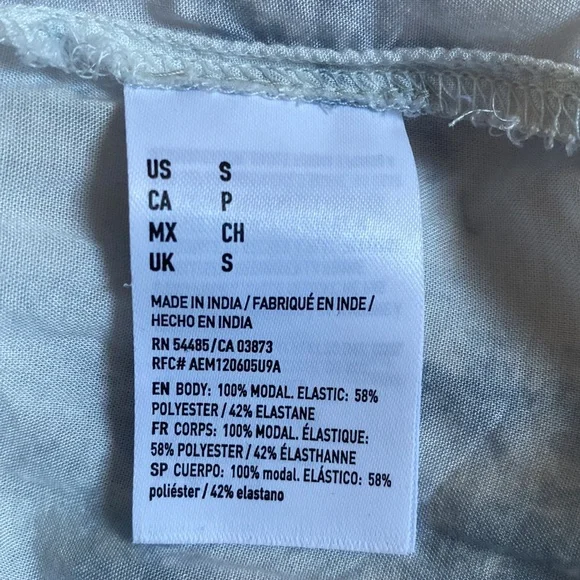 US S
CA P
MX CH
UK S
MADE IN INDIA / FABRIQUÉ EN INDE /
HECHO EN INDIA
RN 54485 / CA 03873
RFC# AEM120605U9A
EN BODY: 100% MODAL. ELASTIC: 58%
POLYESTER / 42% ELASTANE
FR CORPS: 100% MODAL. ÉLASTIQUE:
58% POLYESTER / 42% ÉLASTHANNE
SP CUERPO: 100% modal. ELÁSTICO: 58%
poliéster / 42% elastano